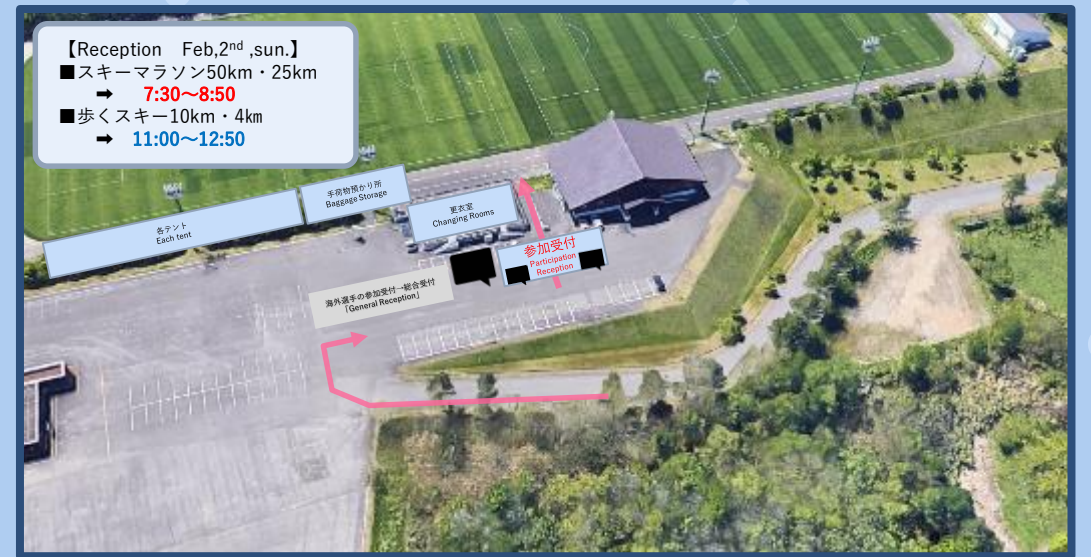 【Reception　Feb,2nd ,sun.】
■スキーマラソン50km・25km
➡ 7:30～8:50
■歩くスキー10km・4㎞
➡ 11:00～12:50
手荷物預かり所
Baggage Storage
各テント
Each tent
更衣室
Changing Rooms
参加受付
Participation
Reception
海外選手の参加受付→総合受付
「General Reception」